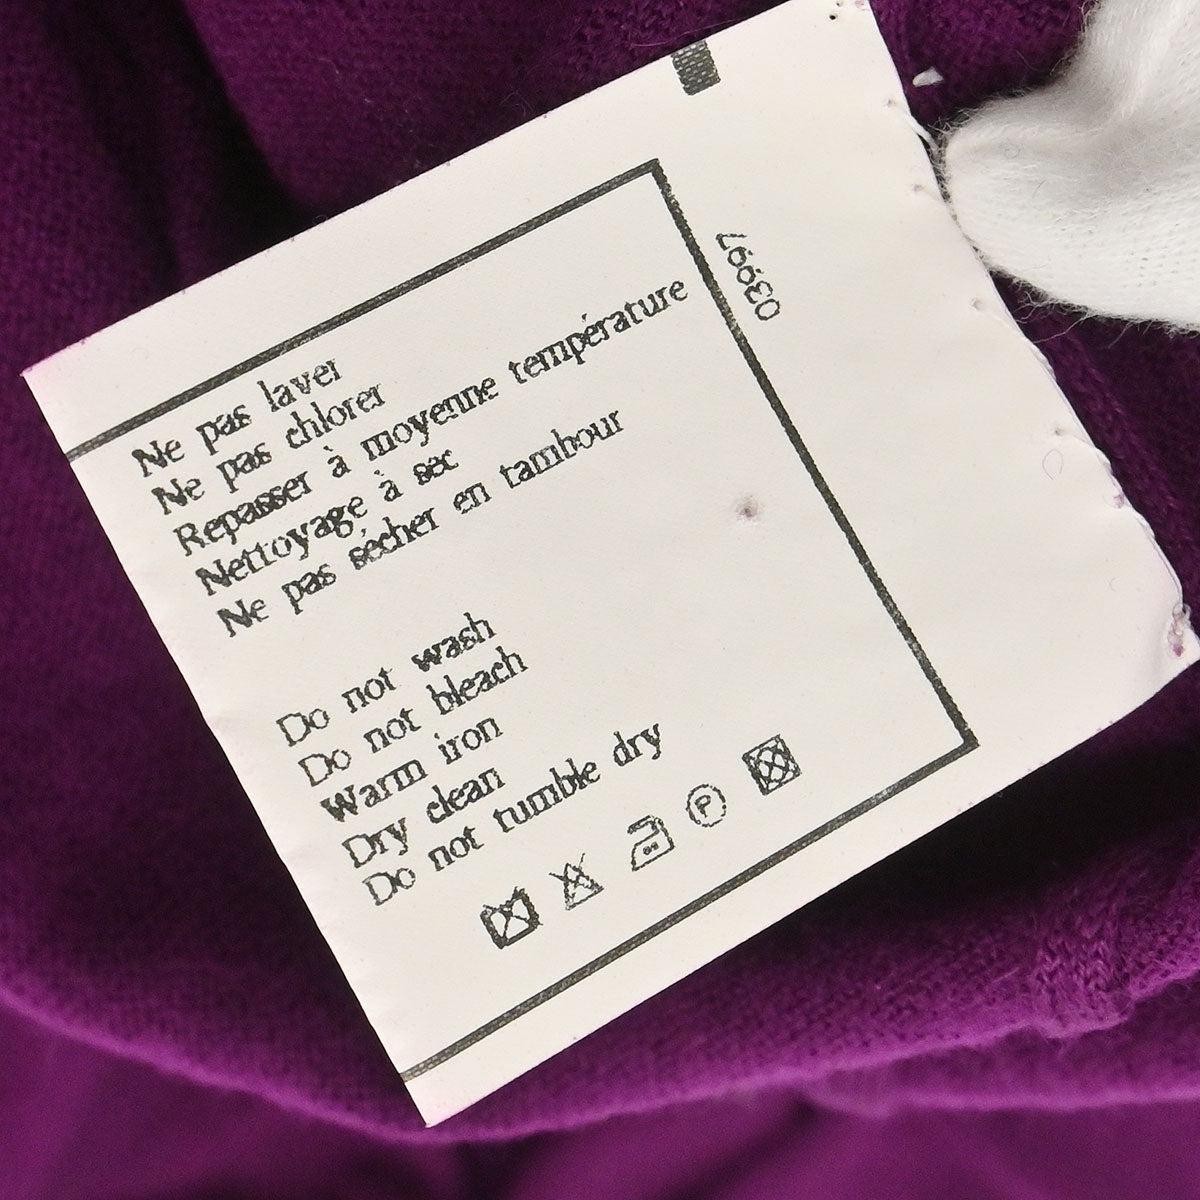 Ne pas laver
Ne pas chlorer
Repasser à moyenne température
Nettoyage à sec
Ne pas sécher en tambour
Do not wash
Do not bleach
Warm iron
Dry clean
Do not tumble dry
P
03997